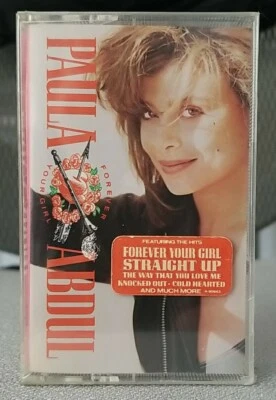 PAULA ABDUL
FOREVER
YOUR GIRL
FEATURING THE HITS
FOREVER YOUR GIRL
STRAIGHT UP
THE WAY THAT YOU LOVE ME
KNOCKED OUT · COLD HEARTED
AND MUCH MORE